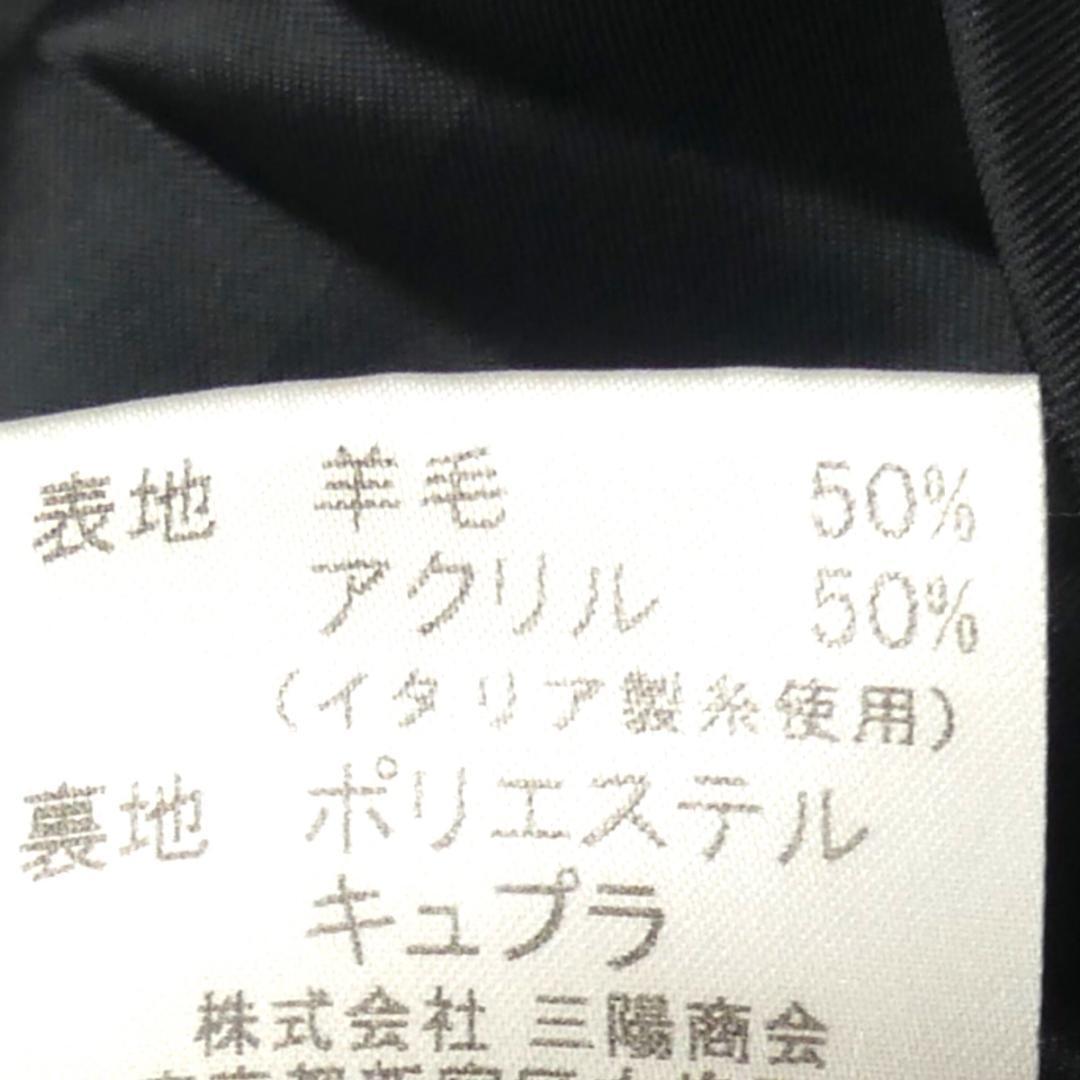 表地 羊毛 50%
アクリル 50%
(イタリア製糸使用)
裏地 ポリエステル
キュプラ
株式会社 三陽商会